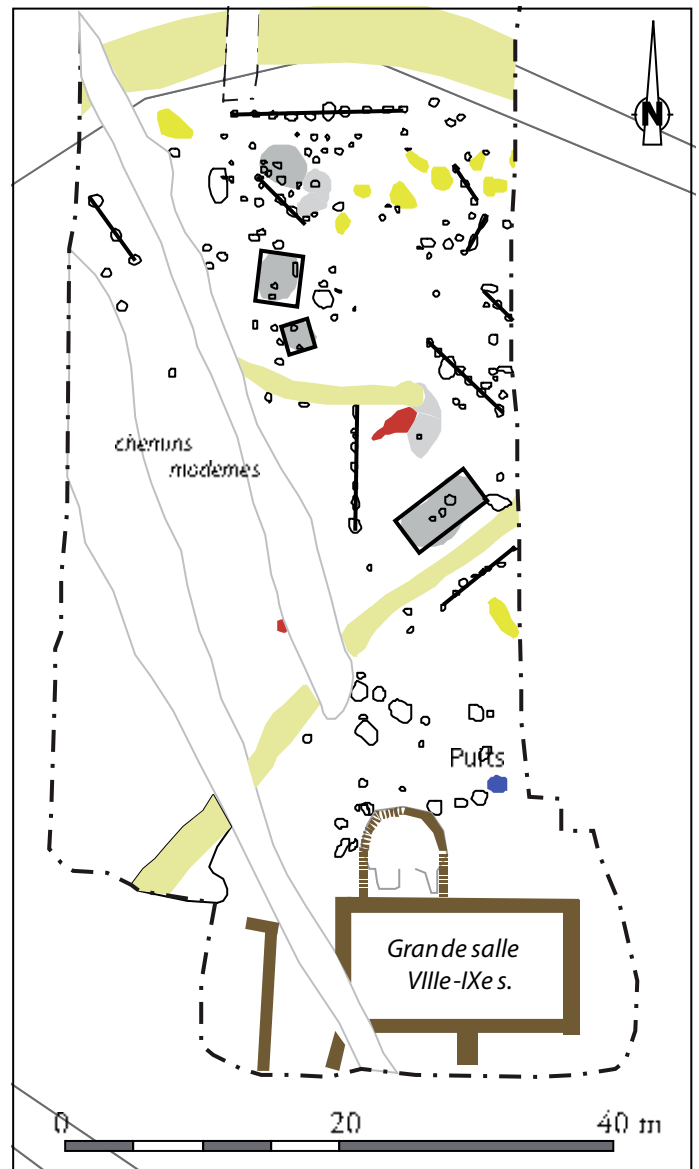 N
chemins
modernes
Puits
Grande salle
VIIIe-IXe s.
0 20 40 m